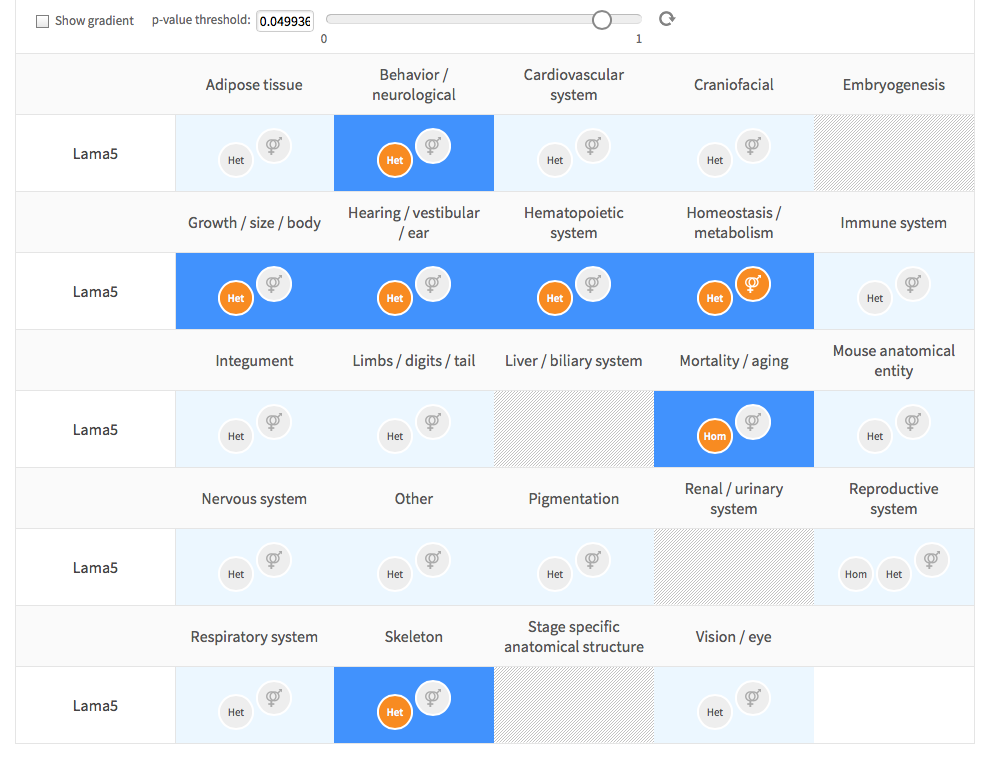 Show gradient p-value threshold: 0.049936
0 1
Adipose tissue
Behavior /
neurological
Cardiovascular
system
Craniofacial
Embryogenesis
Lama5 Het Het Het Het
Growth / size / body
Hearing / vestibular
/ ear
Hematopoietic
system
Homeostasis /
metabolism
Immune system
Lama5 Het Het Het Het Het
Integument
Limbs / digits / tail
Liver / biliary system
Mortality / aging
Mouse anatomical
entity
Lama5 Het Het Hom Het
Nervous system
Other
Pigmentation
Renal / urinary
system
Reproductive
system
Lama5 Het Het Het Hom Het
Respiratory system
Skeleton
Stage specific
anatomical structure
Vision / eye
Lama5 Het Het Het